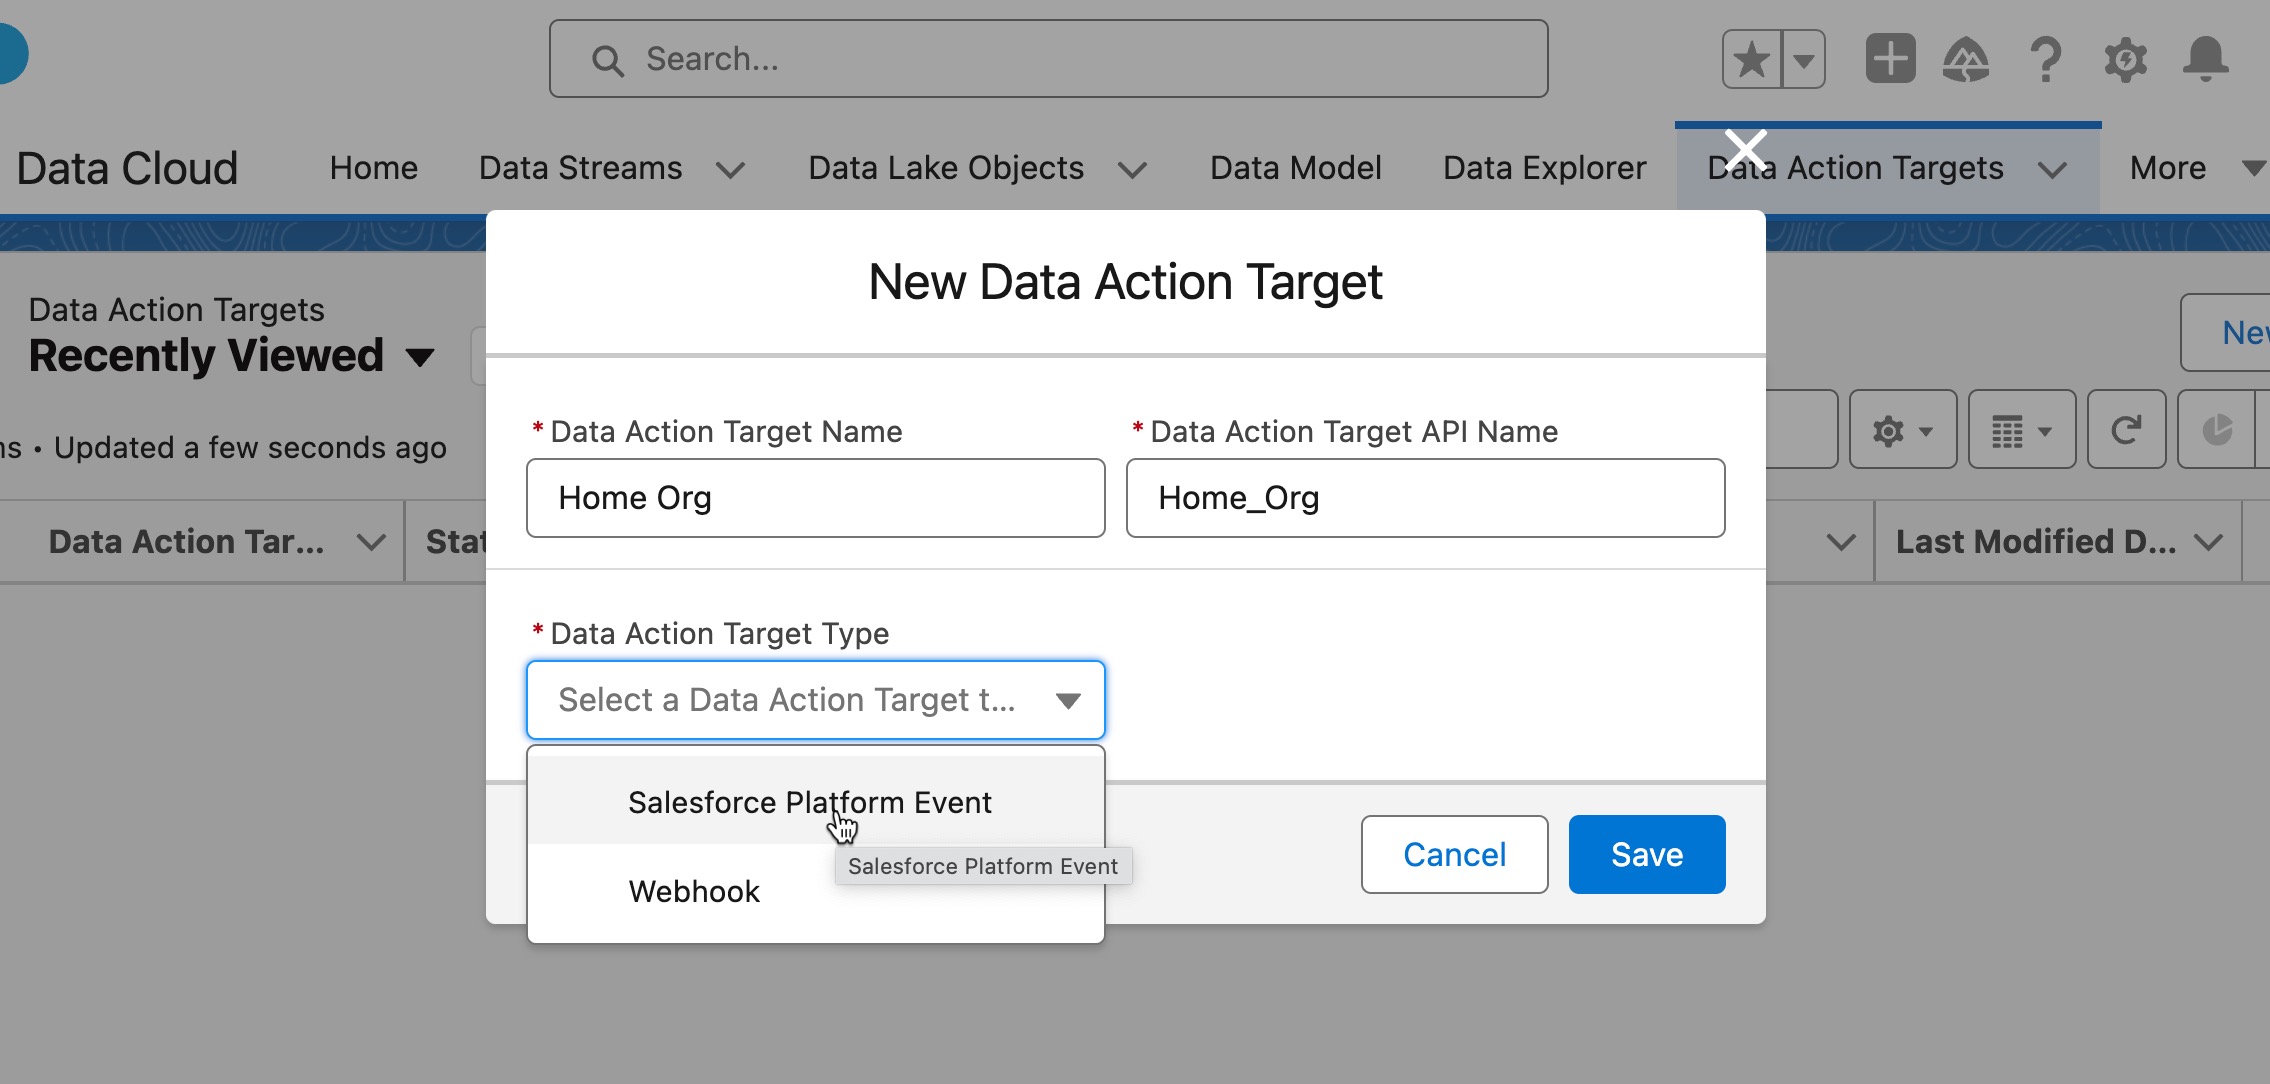 Search...
Data Cloud Home Data Streams Data Lake Objects Data Model Data Explorer Data Action Targets More
New Data Action Target
Data Action Targets
Recently Viewed
• Updated a few seconds ago
Data Action Tar...
Last Modified D...
* Data Action Target Name
Home Org
* Data Action Target API Name
Home_Org
* Data Action Target Type
Select a Data Action Target t...
Salesforce Platform Event
Salesforce Platform Event
Webhook
Cancel
Save